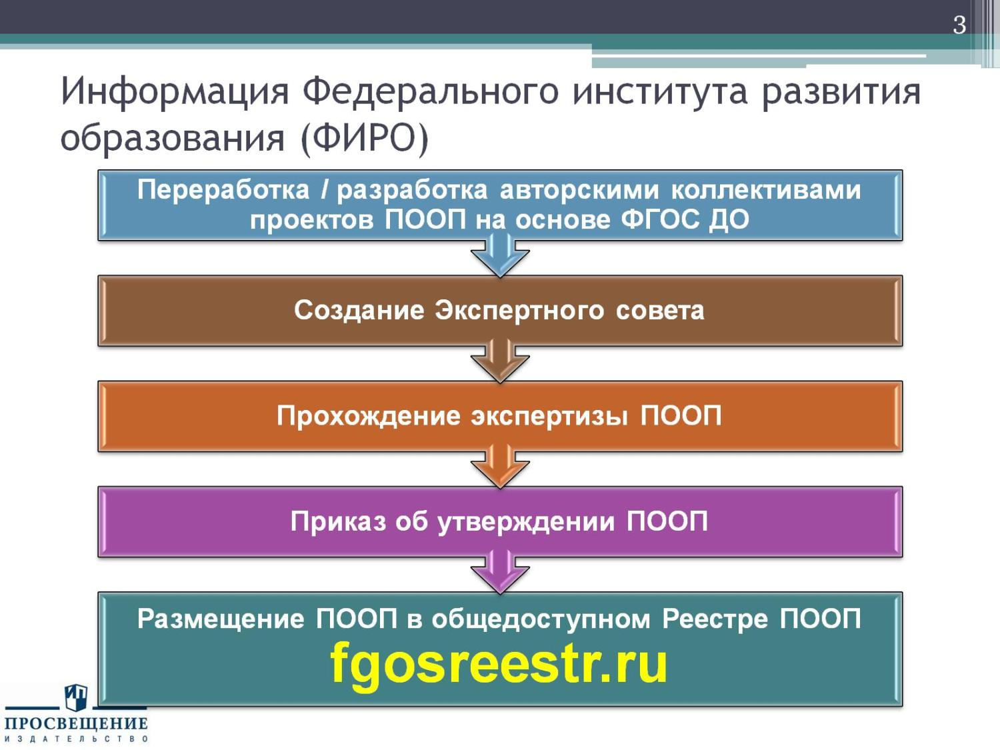 3
Информация Федерального института развития
образования (ФИРО)
Переработка / разработка авторскими коллективами
проектов ПООП на основе ФГОС ДО
Создание Экспертного совета
Прохождение экспертизы ПООП
Приказ об утверждении ПООП
Размещение ПООП в общедоступном Реестре ПООП
fgosreestr.ru
ИП
ПРОСВЕЩЕНИЕ
ИЗДАТЕЛЬСТВО